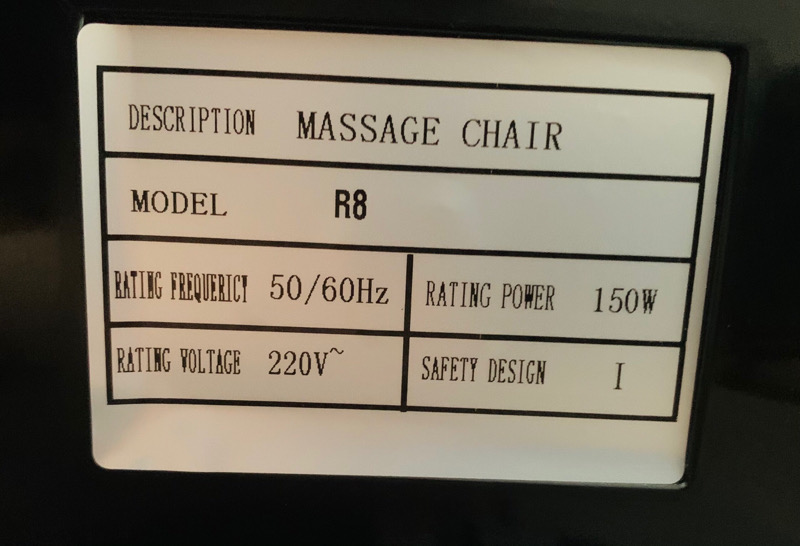 DESCRIPTION MASSAGE CHAIR
MODEL R8
RATING FREQUERICY 50/60Hz RATING POWER 150W
RATING VOLTAGE 220V~ SAFETY DESIGN I